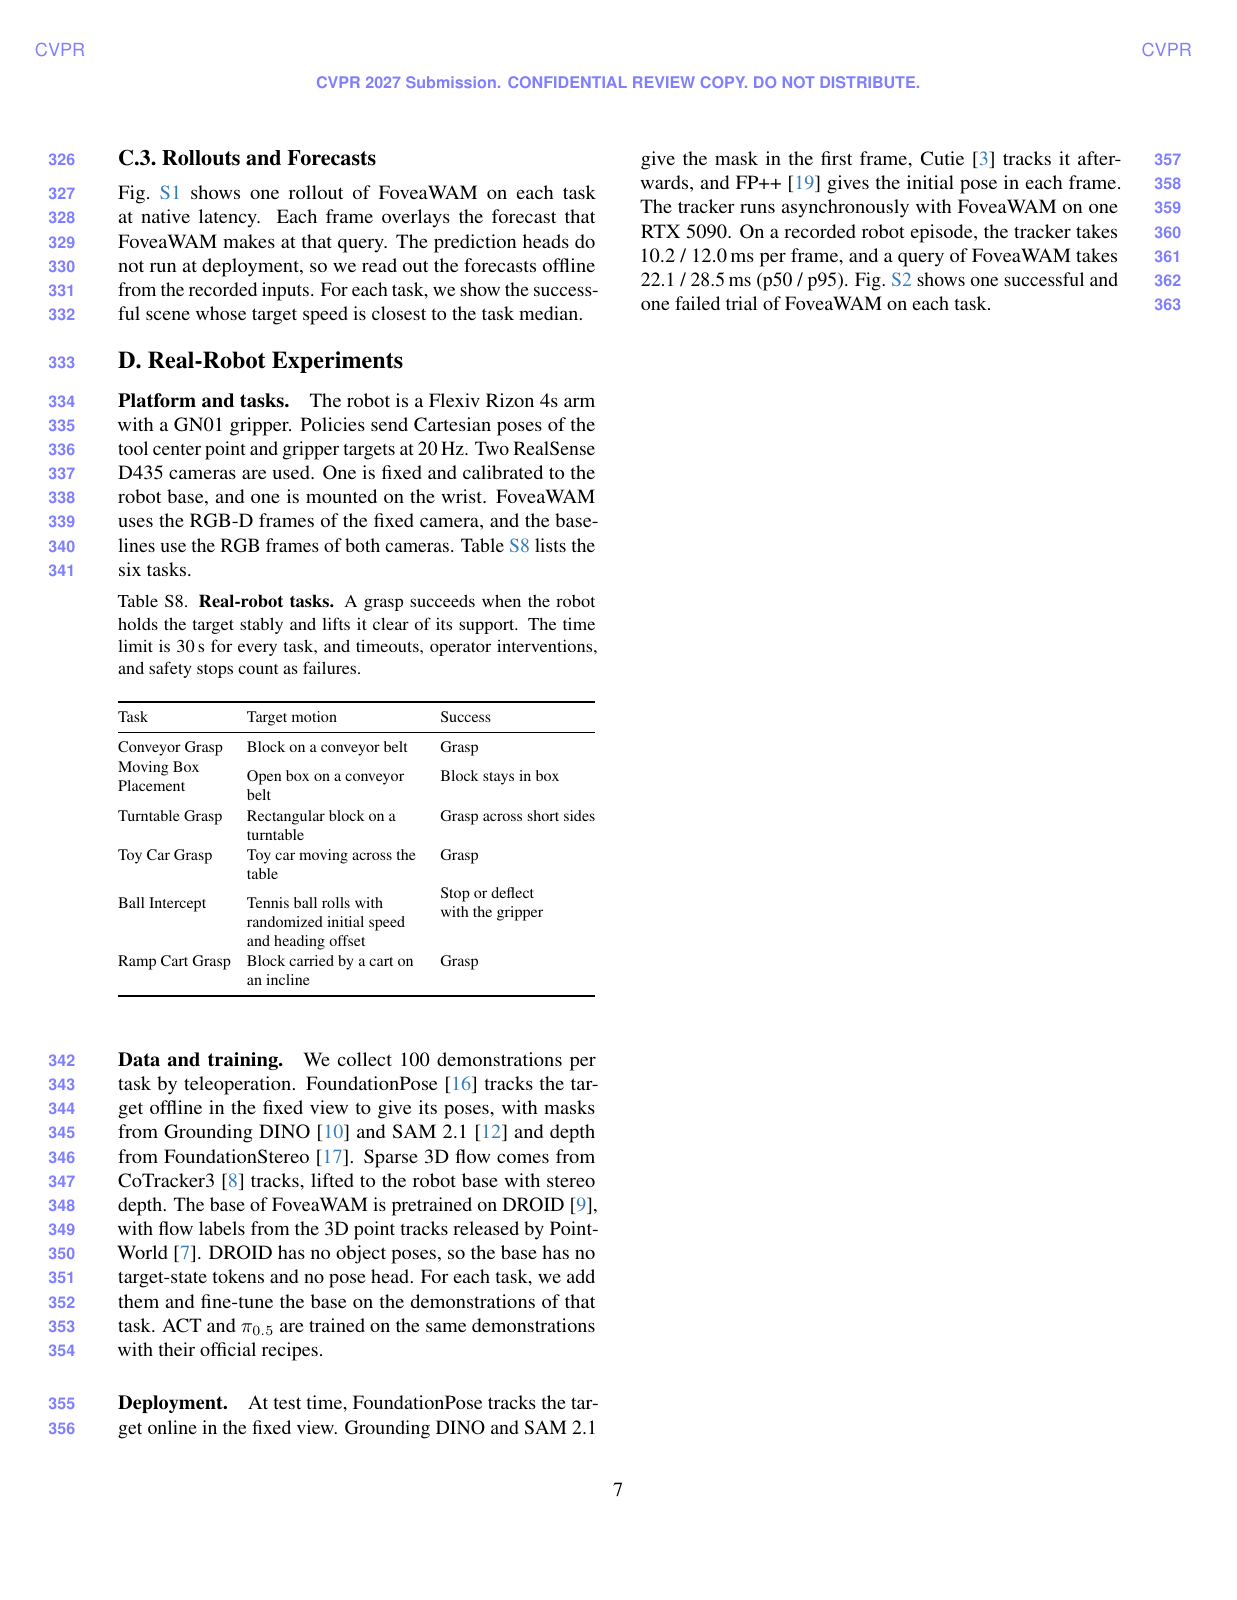 CVPR
CVPR
CVPR 2027 Submission. CONFIDENTIAL REVIEW COPY. DO NOT DISTRIBUTE.
326 C.3. Rollouts and Forecasts
327 Fig. S1 shows one rollout of FoveaWAM on each task
328 at native latency. Each frame overlays the forecast that
329 FoveaWAM makes at that query. The prediction heads do
330 not run at deployment, so we read out the forecasts offline
331 from the recorded inputs. For each task, we show the success-
332 ful scene whose target speed is closest to the task median.
333 D. Real-Robot Experiments
334 Platform and tasks. The robot is a Flexiv Rizon 4s arm
335 with a GN01 gripper. Policies send Cartesian poses of the
336 tool center point and gripper targets at 20 Hz. Two RealSense
337 D435 cameras are used. One is fixed and calibrated to the
338 robot base, and one is mounted on the wrist. FoveaWAM
339 uses the RGB-D frames of the fixed camera, and the base-
340 lines use the RGB frames of both cameras. Table S8 lists the
341 six tasks.
Table S8. Real-robot tasks. A grasp succeeds when the robot
holds the target stably and lifts it clear of its support. The time
limit is 30 s for every task, and timeouts, operator interventions,
and safety stops count as failures.
Task Target motion Success
Conveyor Grasp Block on a conveyor belt Grasp
Moving Box
Placement Open box on a conveyor Block stays in box
belt
Turntable Grasp Rectangular block on a Grasp across short sides
turntable
Toy Car Grasp Toy car moving across the Grasp
table
Stop or deflect
Ball Intercept Tennis ball rolls with with the gripper
randomized initial speed
and heading offset
Ramp Cart Grasp Block carried by a cart on Grasp
an incline
342 Data and training. We collect 100 demonstrations per
343 task by teleoperation. FoundationPose [16] tracks the tar-
344 get offline in the fixed view to give its poses, with masks
345 from Grounding DINO [10] and SAM 2.1 [12] and depth
346 from FoundationStereo [17]. Sparse 3D flow comes from
347 CoTracker3 [8] tracks, lifted to the robot base with stereo
348 depth. The base of FoveaWAM is pretrained on DROID [9],
349 with flow labels from the 3D point tracks released by Point-
350 World [7]. DROID has no object poses, so the base has no
351 target-state tokens and no pose head. For each task, we add
352 them and fine-tune the base on the demonstrations of that
353 task. ACT and π0.5 are trained on the same demonstrations
354 with their official recipes.
355 Deployment. At test time, FoundationPose tracks the tar-
356 get online in the fixed view. Grounding DINO and SAM 2.1
give the mask in the first frame, Cutie [3] tracks it after- 357
wards, and FP++ [19] gives the initial pose in each frame. 358
The tracker runs asynchronously with FoveaWAM on one 359
RTX 5090. On a recorded robot episode, the tracker takes 360
10.2 / 12.0 ms per frame, and a query of FoveaWAM takes 361
22.1 / 28.5 ms (p50 / p95). Fig. S2 shows one successful and 362
one failed trial of FoveaWAM on each task. 363
7